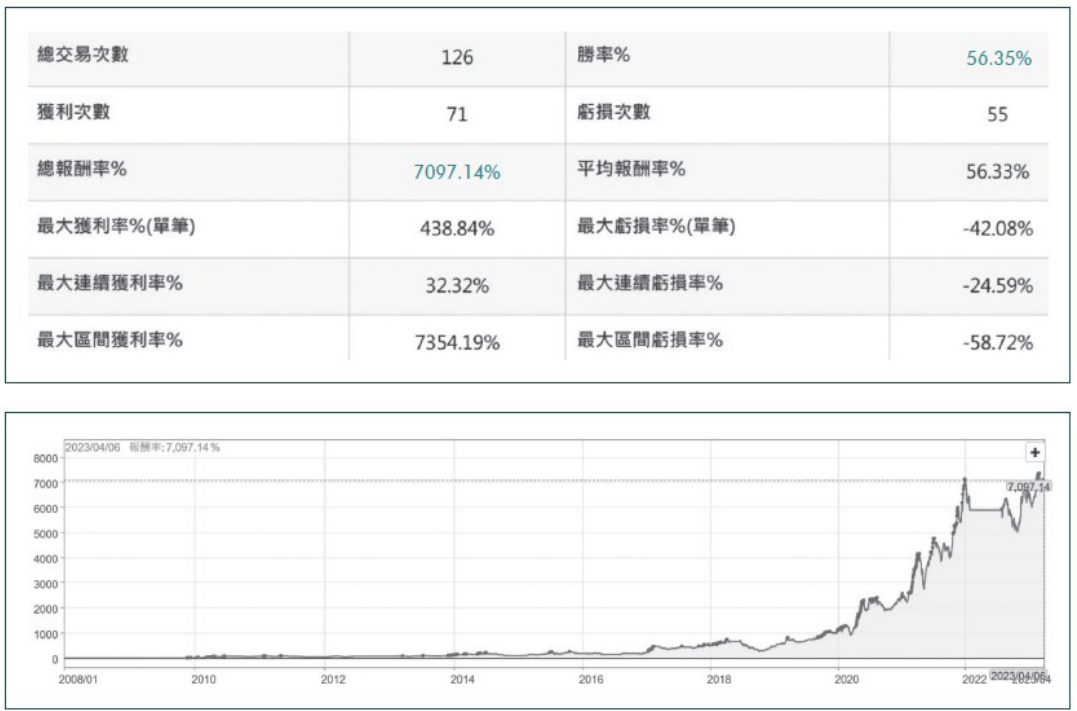 總交易次數 126 勝率% 56.35%
獲利次數 71 虧損次數 55
總報酬率% 7097.14% 平均報酬率% 56.33%
最大獲利率%(單筆) 438.84% 最大虧損率%(單筆) -42.08%
最大連續獲利率% 32.32% 最大連續虧損率% -24.59%
最大區間獲利率% 7354.19% 最大區間虧損率% -58.72%
2023/04/06 報酬率:7,097.14%
8000
+
7000
7,097.14
6000
5000
4000
3000
2000
1000
0
2008/01 2010 2012 2014 2016 2018 2020 2022 2023/04/06 2023/04